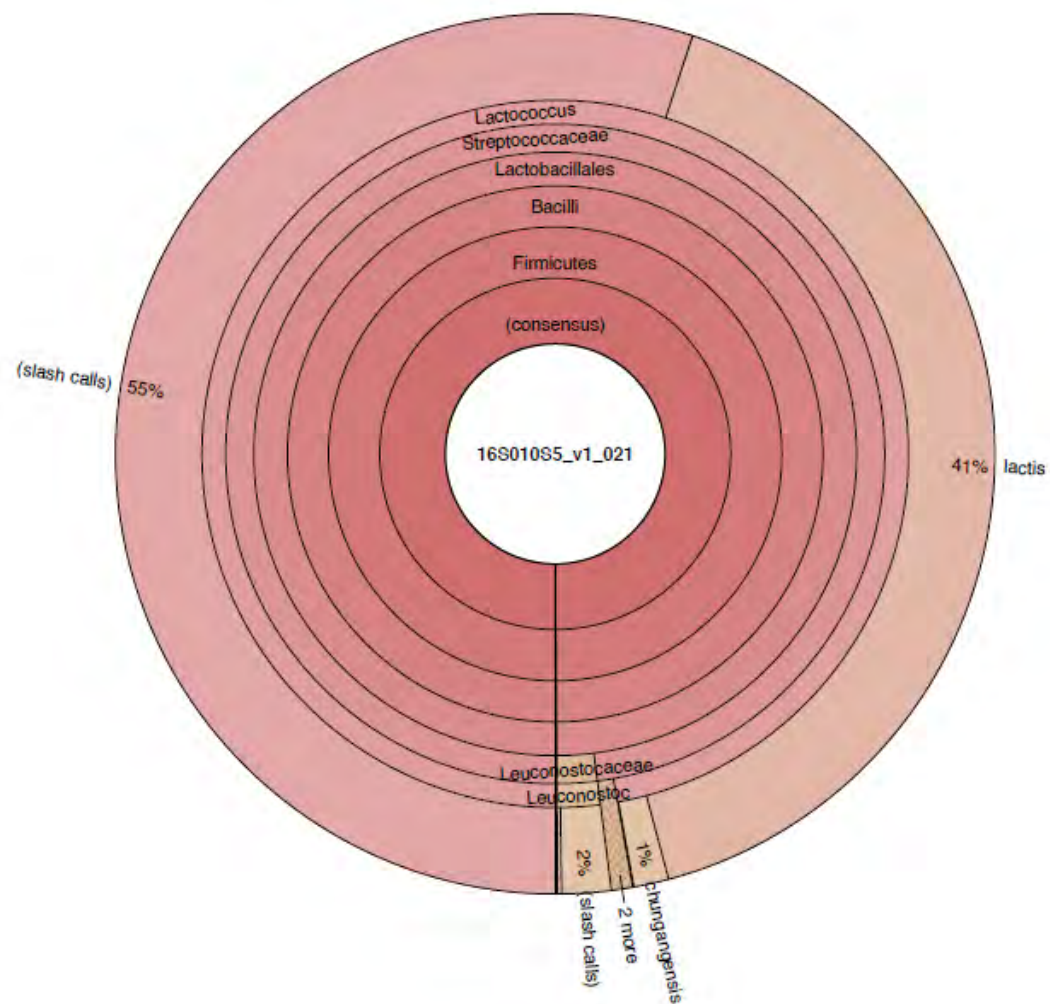 Lactococcus
Streptococcaceae
Lactobacillales
Bacilli
Firmicutes
(consensus)
(slash calls) 55%
16S010S5_v1_021
41% lactis
Leuconostocaceae
Leuconostoc
2% (slash calls)
2 more
1% chungangensis